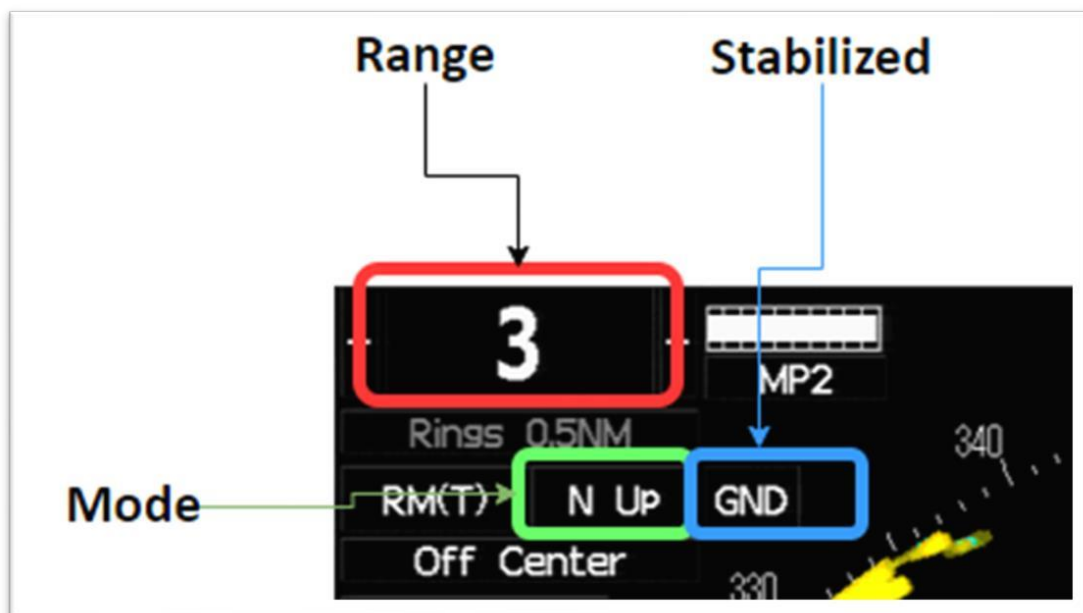 Range
Stabilized
3
MP2
Rings 0.5NM
340
Mode
RM(T)
N Up
GND
Off Center
330